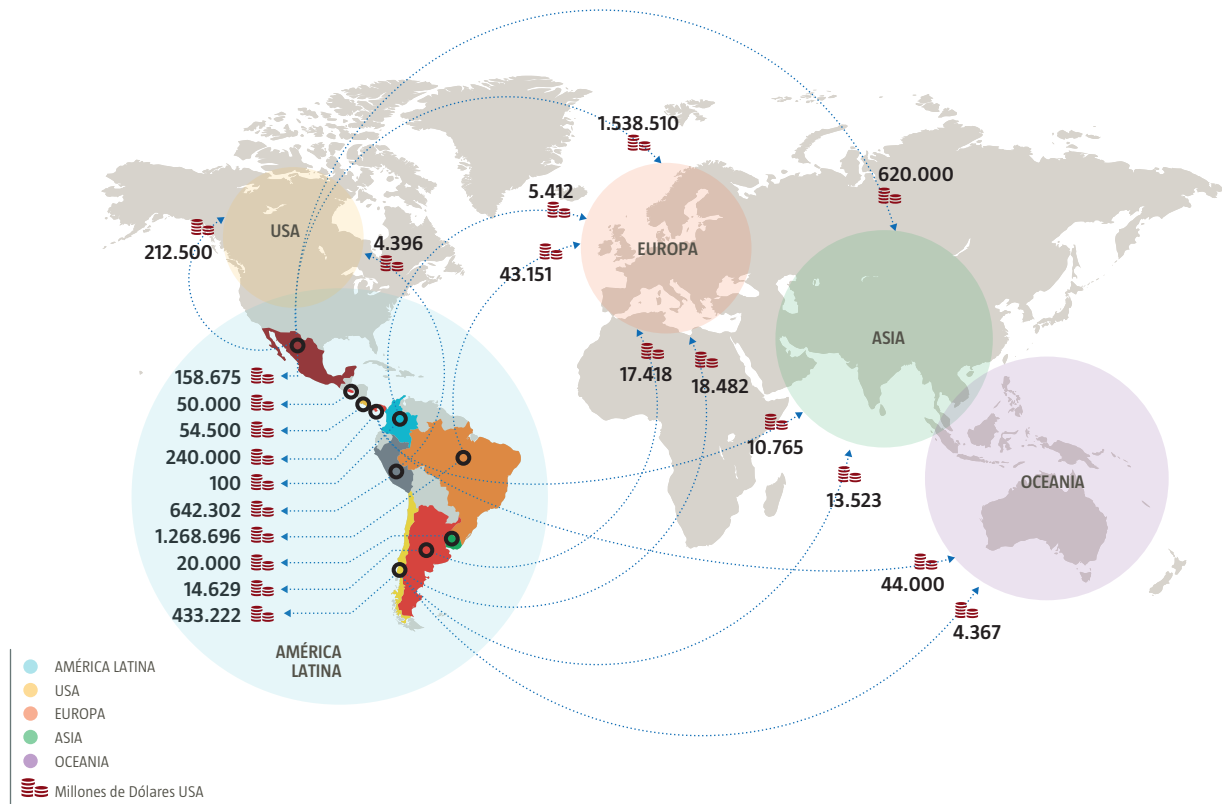 1.538.510
620.000
5.412
USA
4.396
EUROPA
212.500
43.151
ASIA
17.418
18.482
158.675
50.000
54.500
240.000
10.765
100
OCEANIA
13.523
642.302
1.268.696
20.000
44.000
14.629
433.222
4.367
AMÉRICA
LATINA
AMÉRICA LATINA
USA
EUROPA
ASIA
OCEANIA
Millones de Dólares USA